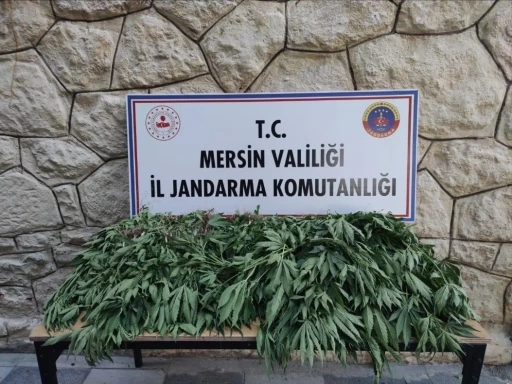 T.C.
MERSİN VALİLİĞİ
İL JANDARMA KOMUTANLIĞI